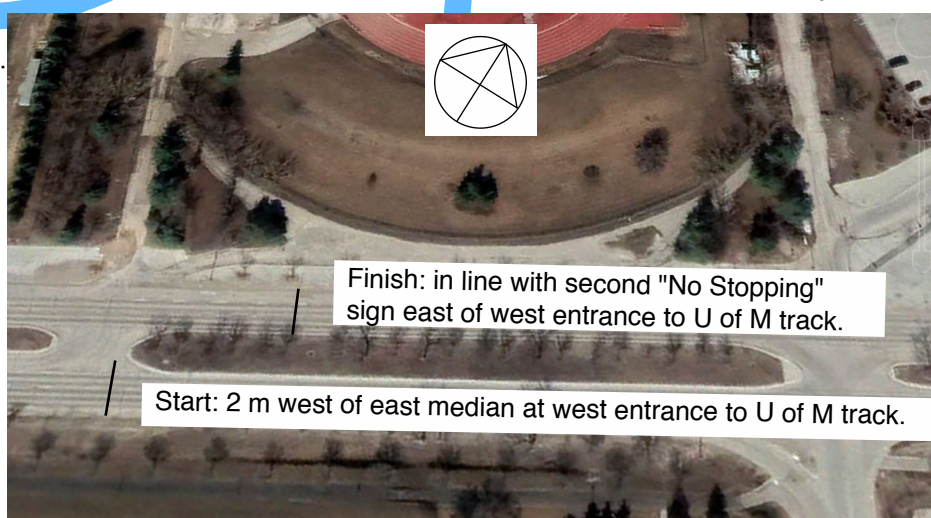 Finish: in line with second "No Stopping"
sign east of west entrance to U of M track.
Start: 2 m west of east median at west entrance to U of M track.